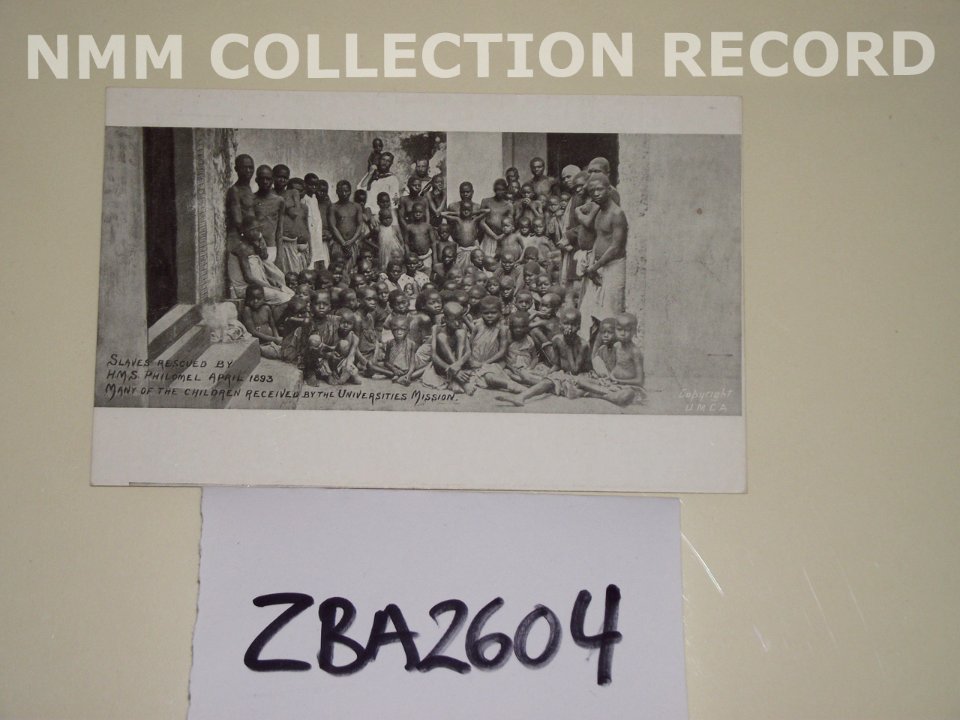 NMM COLLECTION RECORD
SLAVES RESCUED BY
H.M.S. PHILOMEL APRIL 1893
MANY OF THE CHILDREN RECEIVED BY THE UNIVERSITIES MISSION.
Copyright
U.M.C.A
ZBA2604